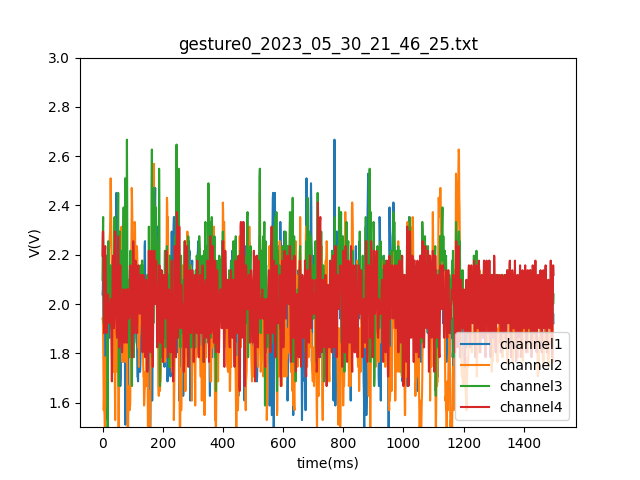 gesture0_2023_05_30_21_46_25.txt
V(V)
3.0
2.8
2.6
2.4
2.2
2.0
1.8
1.6
channel1
channel2
channel3
channel4
0 200 400 600 800 1000 1200 1400
time(ms)